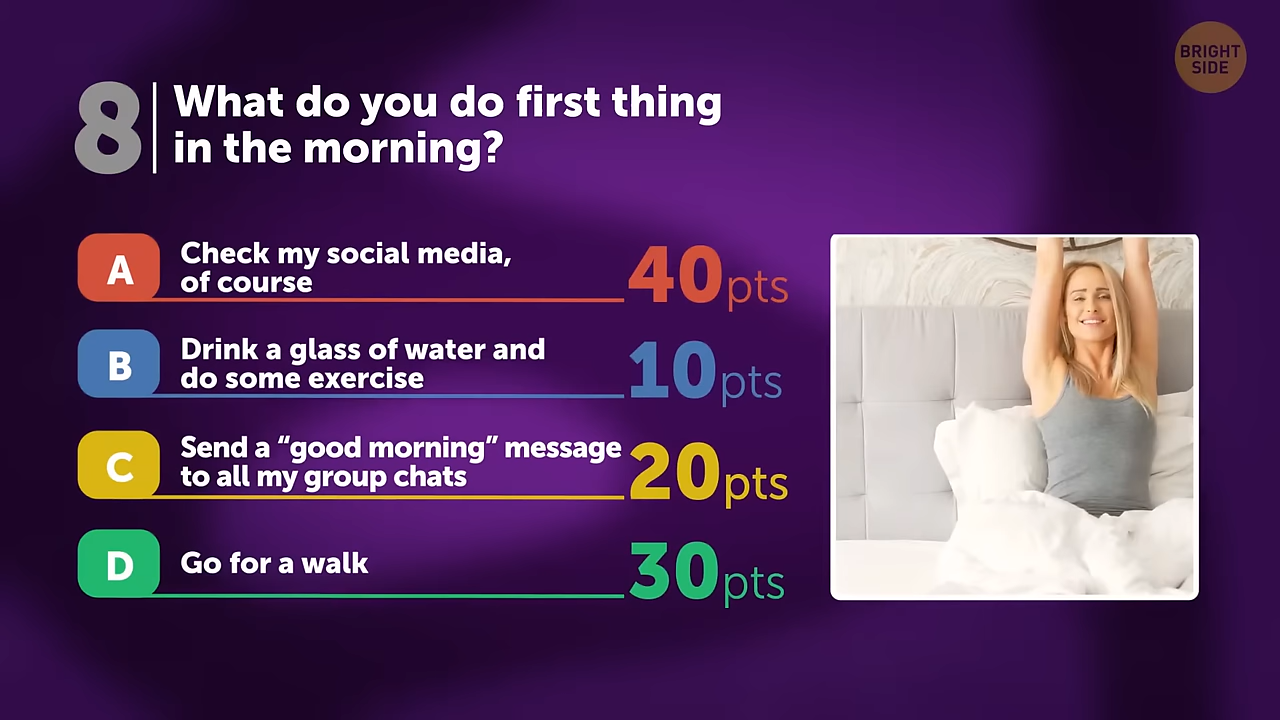 BRIGHT
SIDE
8
What do you do first thing
in the morning?
A
Check my social media,
of course
40pts
B
Drink a glass of water and
do some exercise
10pts
C
Send a “good morning” message
to all my group chats
20pts
D
Go for a walk
30pts